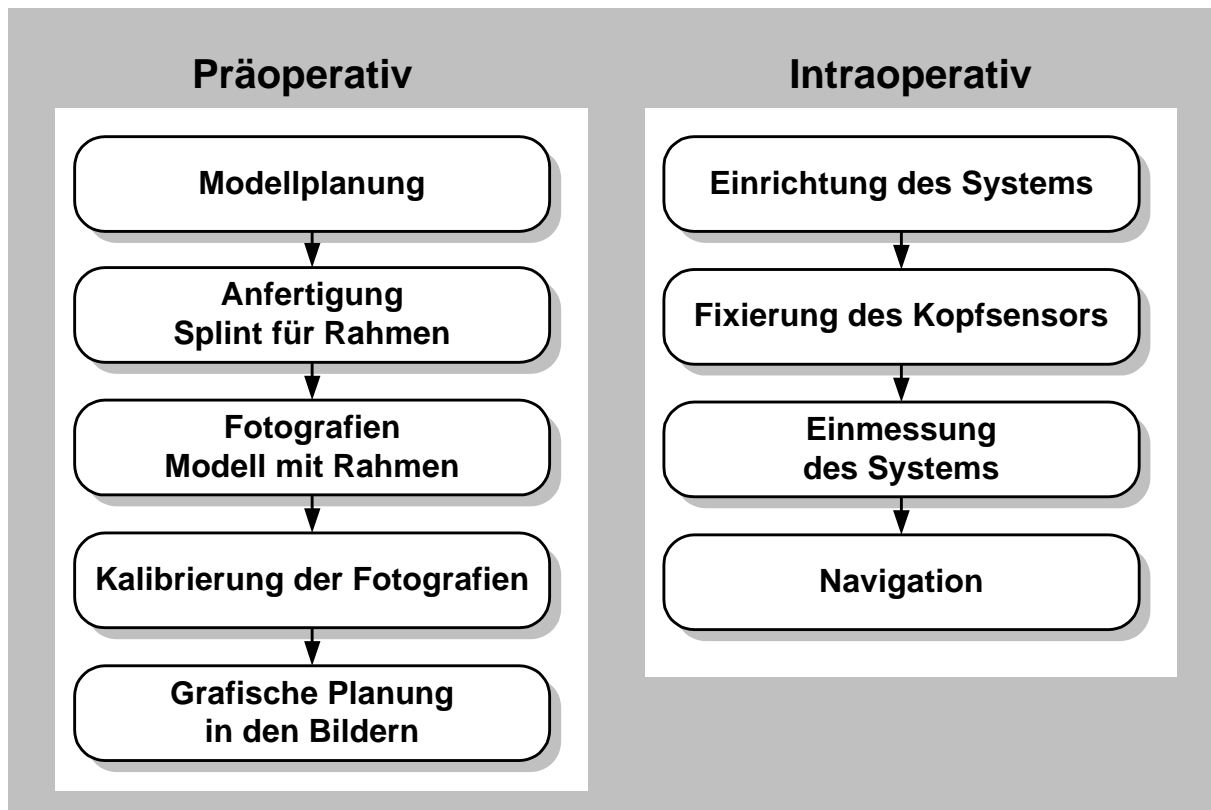 Präoperativ
Modellplanung
Anfertigung
Splint für Rahmen
Fotografien
Modell mit Rahmen
Kalibrierung der Fotografien
Grafische Planung
in den Bildern
Intraoperativ
Einrichtung des Systems
Fixierung des Kopfsensors
Einmessung
des Systems
Navigation